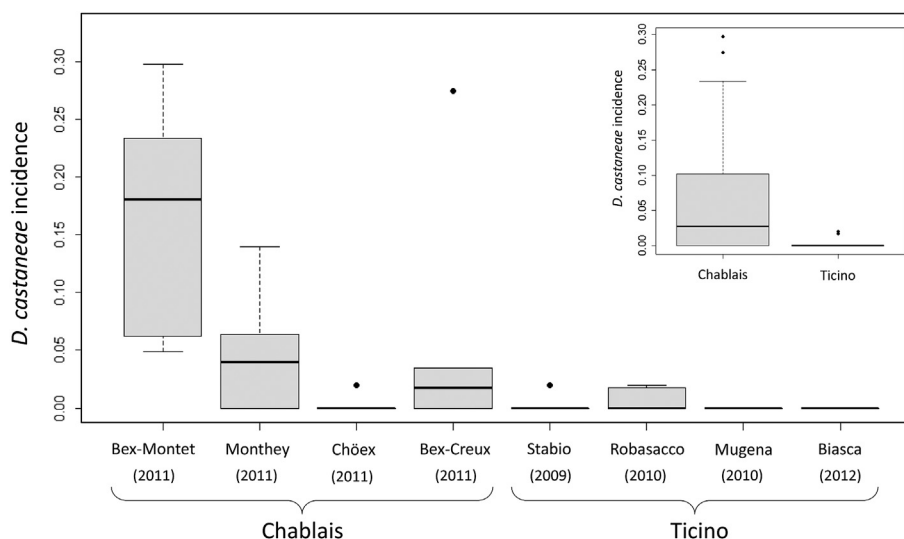 D. castaneae incidence
0.30
0.25
0.20
0.15
0.10
0.05
0.00
Bex-Montet
(2011)
Monthey
(2011)
Chöex
(2011)
Bex-Creux
(2011)
Stabio
(2009)
Robasacco
(2010)
Mugena
(2010)
Biasca
(2012)
Chablais
Ticino
D. castaneae incidence
0.30
0.25
0.20
0.15
0.10
0.05
0.00
Chablais
Ticino